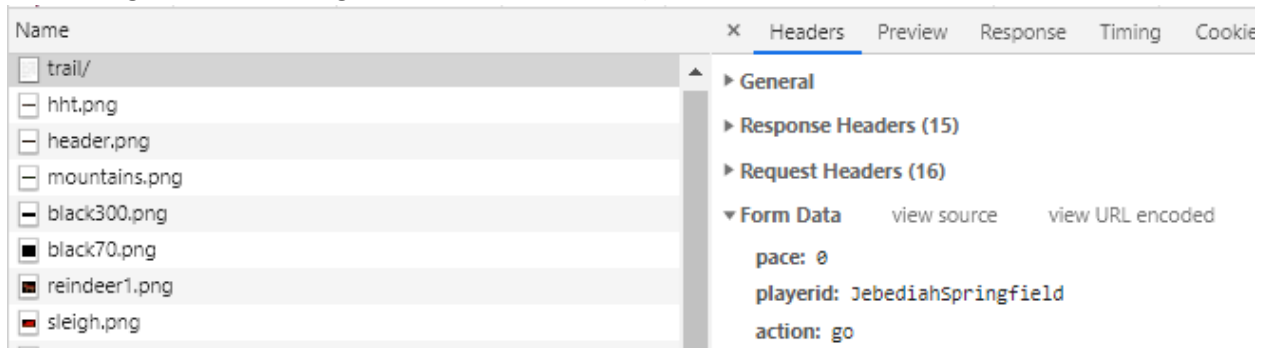 Name
× Headers Preview Response Timing Cookie
trail/
hht.png
header.png
mountains.png
black300.png
black70.png
reindeer1.png
sleigh.png
General
Response Headers (15)
Request Headers (16)
Form Data view source view URL encoded
pace: 0
playerid: JebediahSpringfield
action: go